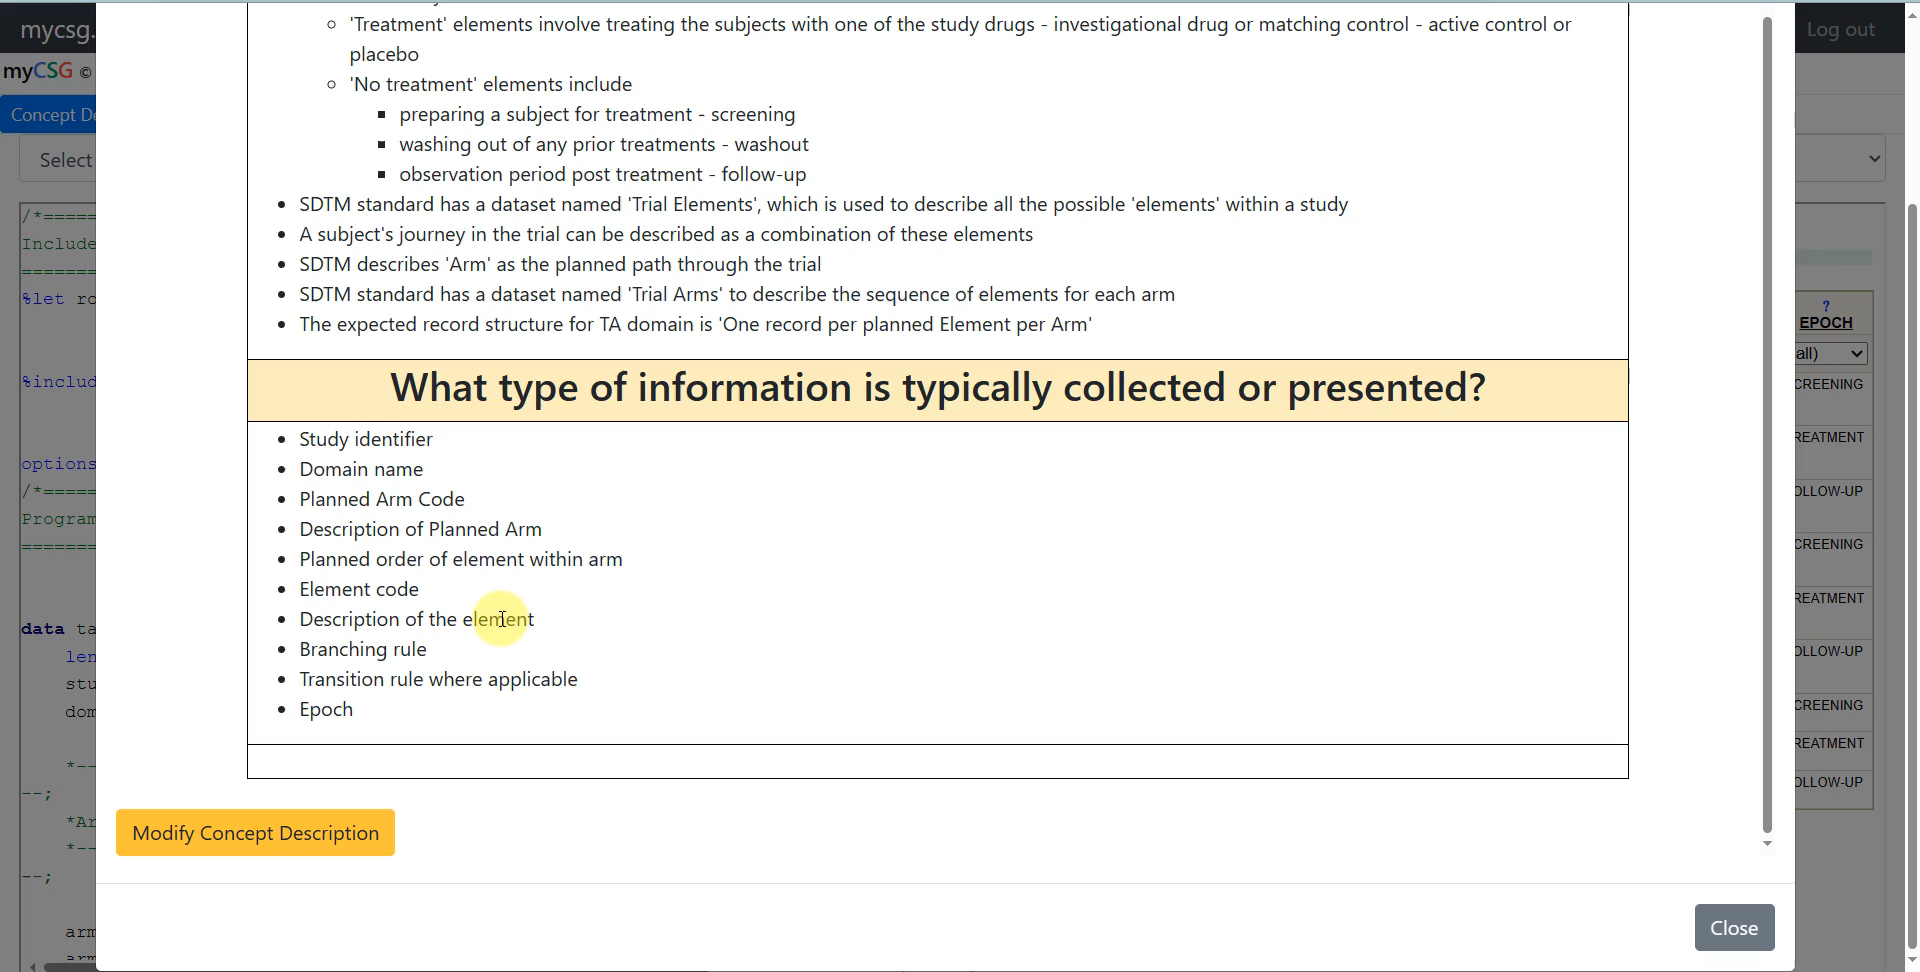 mycsg.
Log out
myCSG ©
Concept De
Select
'Treatment' elements involve treating the subjects with one of the study drugs - investigational drug or matching control - active control or
placebo
'No treatment' elements include
preparing a subject for treatment - screening
washing out of any prior treatments - washout
observation period post treatment - follow-up
SDTM standard has a dataset named 'Trial Elements', which is used to describe all the possible 'elements' within a study
A subject's journey in the trial can be described as a combination of these elements
SDTM describes 'Arm' as the planned path through the trial
SDTM standard has a dataset named 'Trial Arms' to describe the sequence of elements for each arm
The expected record structure for TA domain is 'One record per planned Element per Arm'
What type of information is typically collected or presented?
Study identifier
Domain name
Planned Arm Code
Description of Planned Arm
Planned order of element within arm
Element code
Description of the element
Branching rule
Transition rule where applicable
Epoch
Modify Concept Description
Close
/*=====
Include
=======
%let ro
%includ
options
/*=====
Program
=======
data ta
len
stu
dom
*--
--;
*Ar
*--
--;
arm
arm
?
EPOCH
all)
CREENING
REATMENT
OLLOW-UP
CREENING
REATMENT
OLLOW-UP
CREENING
REATMENT
OLLOW-UP